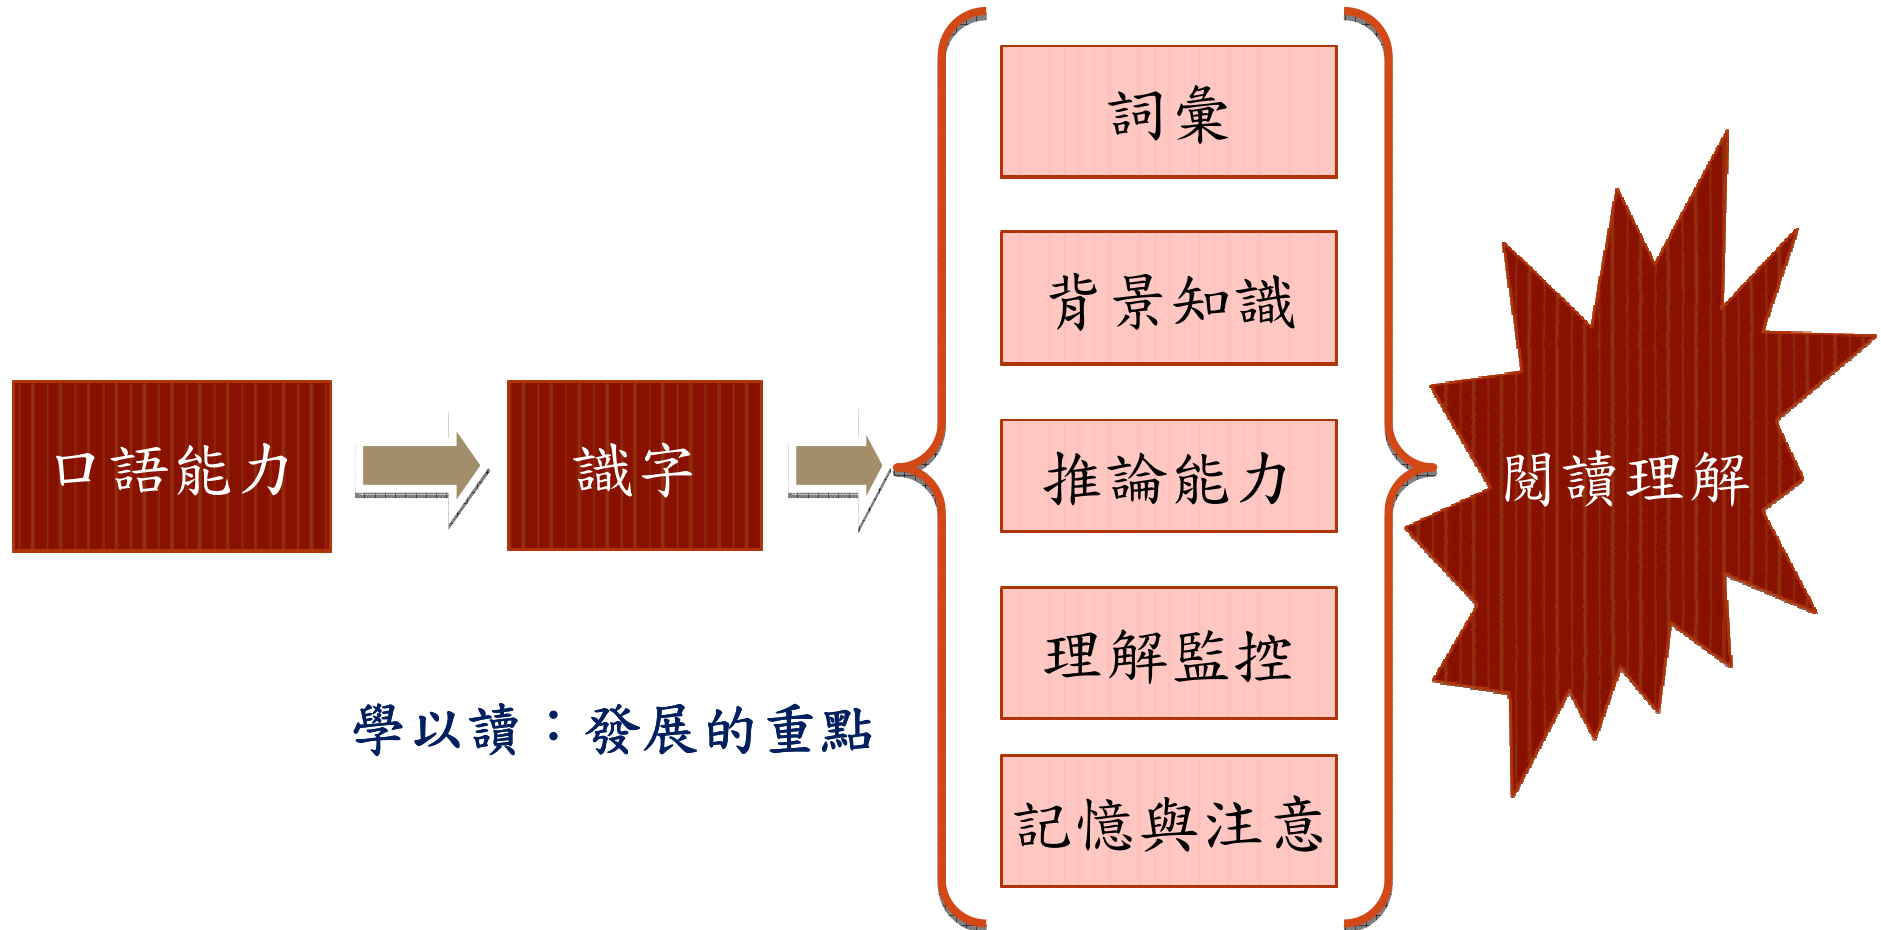 口語能力
識字
詞彙
背景知識
推論能力
理解監控
記憶與注意
閱讀理解
學以讀：發展的重點